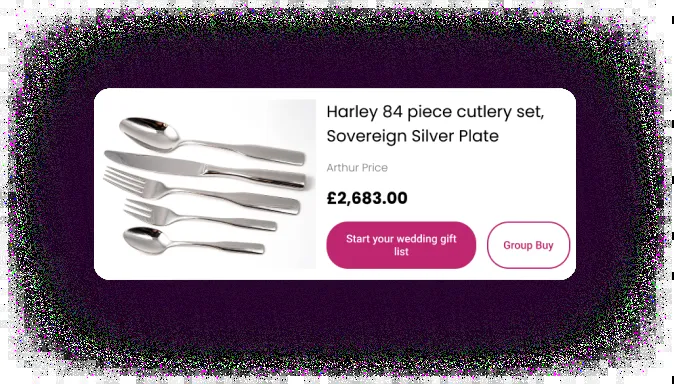 Harley 84 piece cutlery set,
Sovereign Silver Plate
Arthur Price
£2,683.00
Start your wedding gift
list
Group Buy